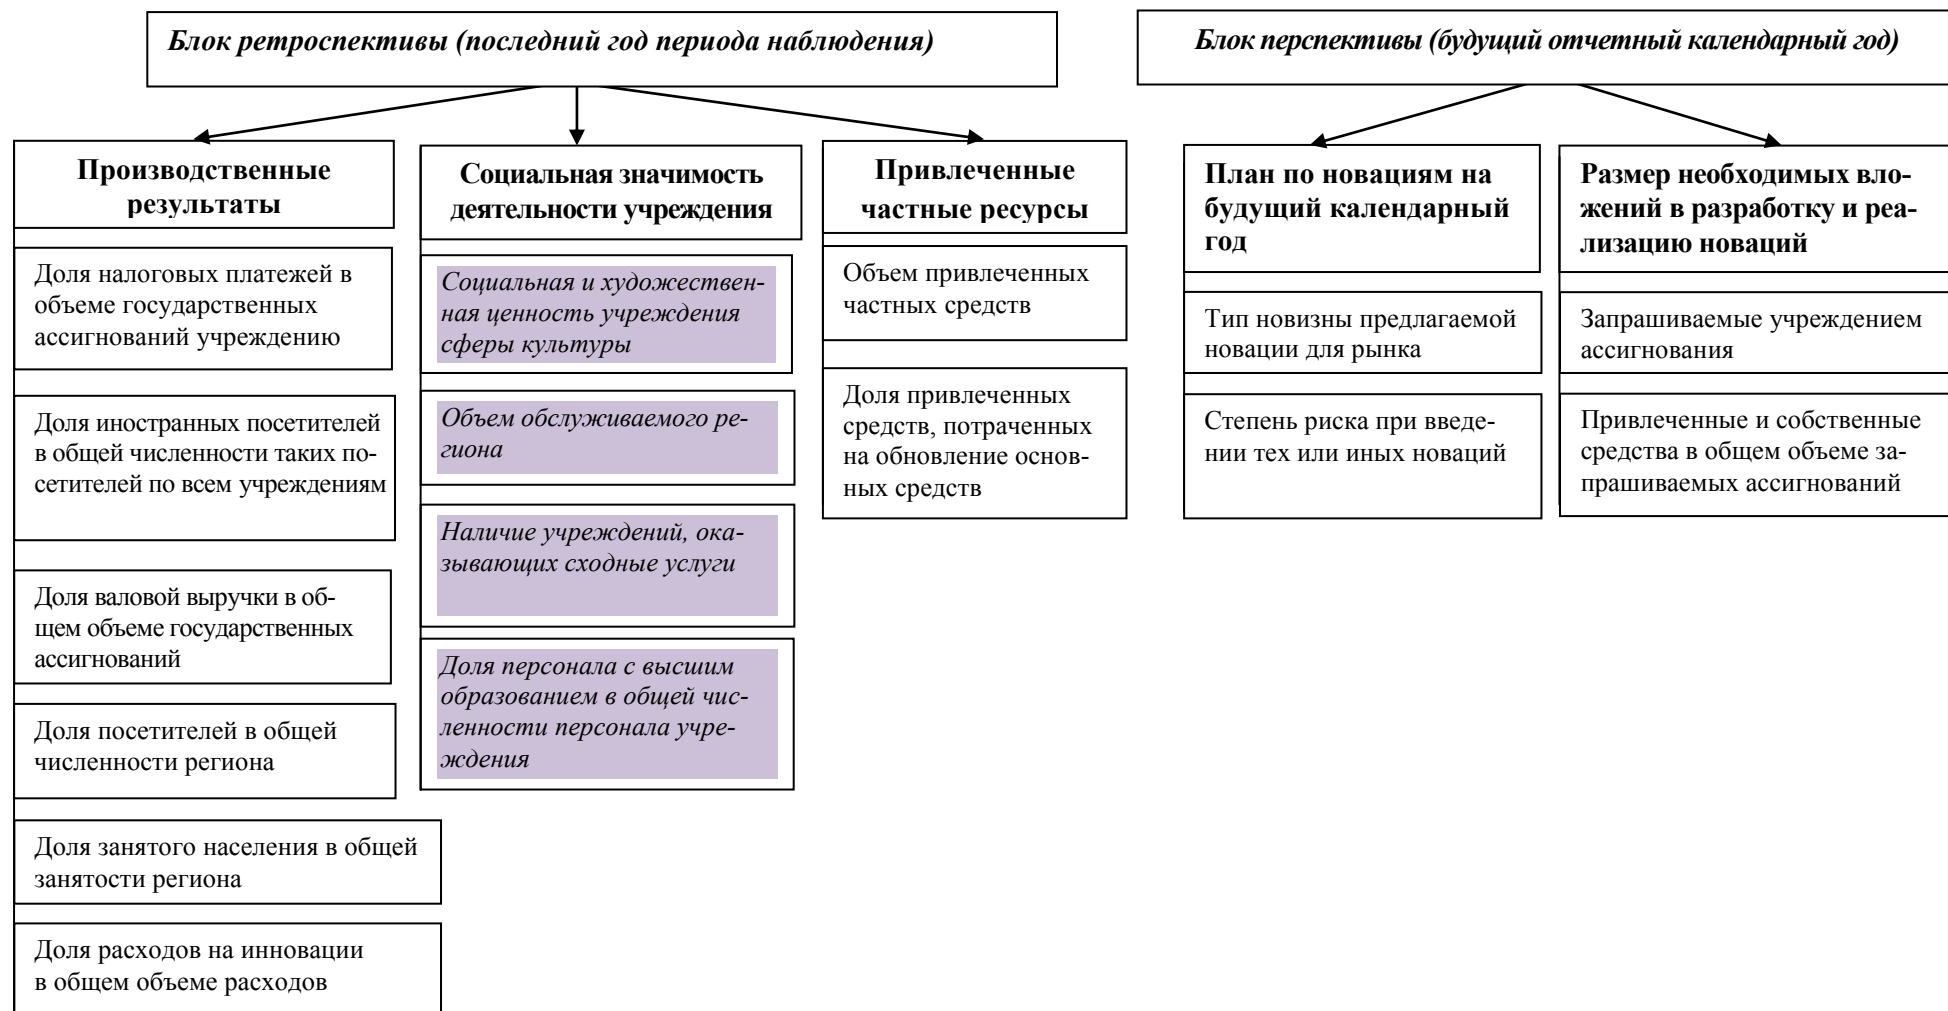 Блок ретроспективы (последний год периода наблюдения)
Блок перспективы (будущий отчетный календарный год)
Производственные
результаты
Доля налоговых платежей в
объеме государственных
ассигнований учреждению
Доля иностранных посетителей
в общей численности таких по-
сетителей по всем учреждениям
Доля валовой выручки в об-
щем объеме государственных
ассигнований
Доля посетителей в общей
численности региона
Доля занятого населения в общей
занятости региона
Доля расходов на инновации
в общем объеме расходов
Социальная значимость
деятельности учреждения
Социальная и художествен-
ная ценность учреждения
сферы культуры
Объем обслуживаемого ре-
гиона
Наличие учреждений, ока-
зывающих сходные услуги
Доля персонала с высшим
образованием в общей чис-
ленности персонала учре-
ждения
Привлеченные
частные ресурсы
Объем привлеченных
частных средств
Доля привлеченных
средств, потраченных
на обновление основ-
ных средств
План по новациям на
будущий календарный
год
Тип новизны предлагаемой
новации для рынка
Степень риска при введе-
нии тех или иных новаций
Размер необходимых вло-
жений в разработку и реа-
лизацию новаций
Запрашиваемые учреждением
ассигнования
Привлеченные и собственные
средства в общем объеме за-
прашиваемых ассигнований